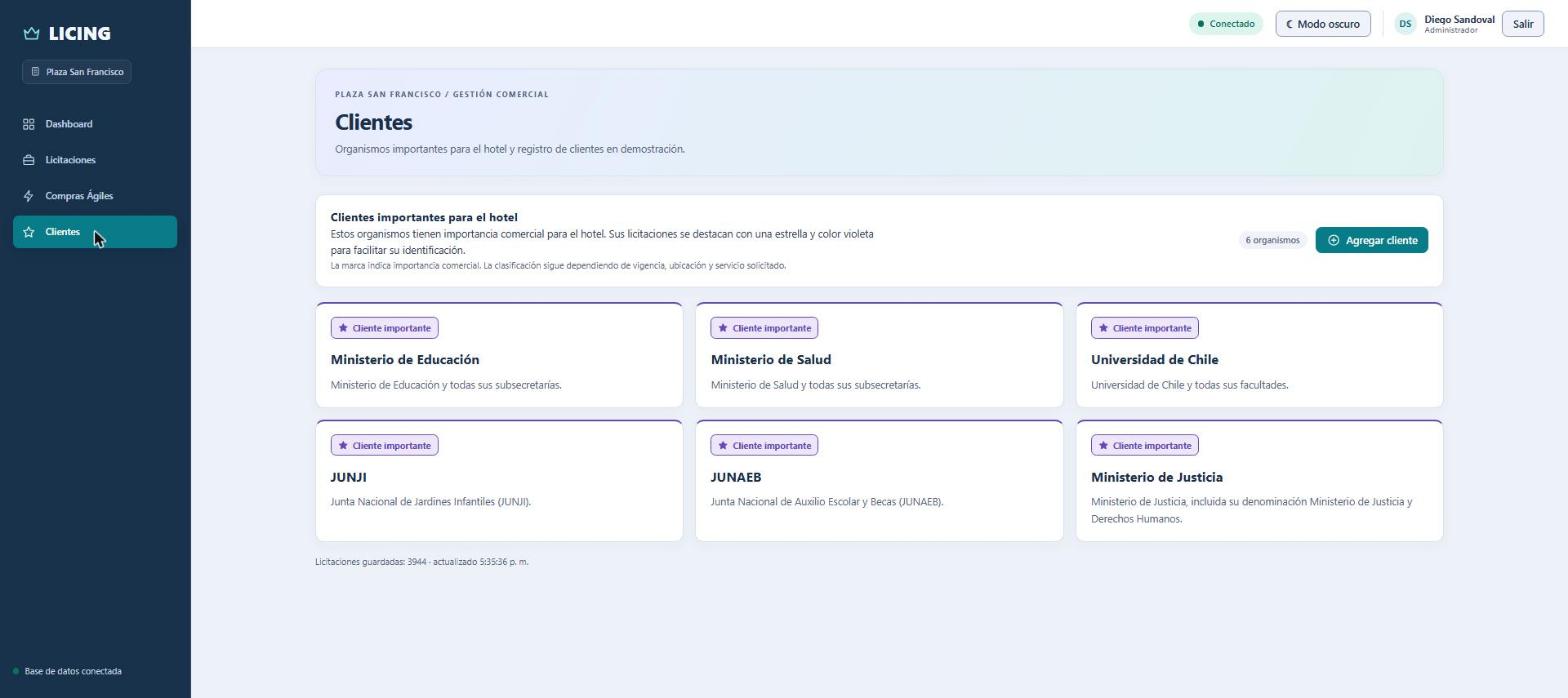 LICING
Plaza San Francisco
Dashboard
Licitaciones
Compras Ágiles
Clientes
Base de datos conectada
Conectado
Modo oscuro
DS
Diego Sandoval
Administrador
Salir
PLAZA SAN FRANCISCO / GESTIÓN COMERCIAL
Clientes
Organismos importantes para el hotel y registro de clientes en demostración.
Clientes importantes para el hotel
Estos organismos tienen importancia comercial para el hotel. Sus licitaciones se destacan con una estrella y color violeta
para facilitar su identificación.
La marca indica importancia comercial. La clasificación sigue dependiendo de vigencia, ubicación y servicio solicitado.
6 organismos
Agregar cliente
Cliente importante
Ministerio de Educación
Ministerio de Educación y todas sus subsecretarías.
Cliente importante
Ministerio de Salud
Ministerio de Salud y todas sus subsecretarías.
Cliente importante
Universidad de Chile
Universidad de Chile y todas sus facultades.
Cliente importante
JUNJI
Junta Nacional de Jardines Infantiles (JUNJI).
Cliente importante
JUNAEB
Junta Nacional de Auxilio Escolar y Becas (JUNAEB).
Cliente importante
Ministerio de Justicia
Ministerio de Justicia, incluida su denominación Ministerio de Justicia y
Derechos Humanos.
Licitaciones guardadas: 3944 · actualizado 5:35:36 p. m.